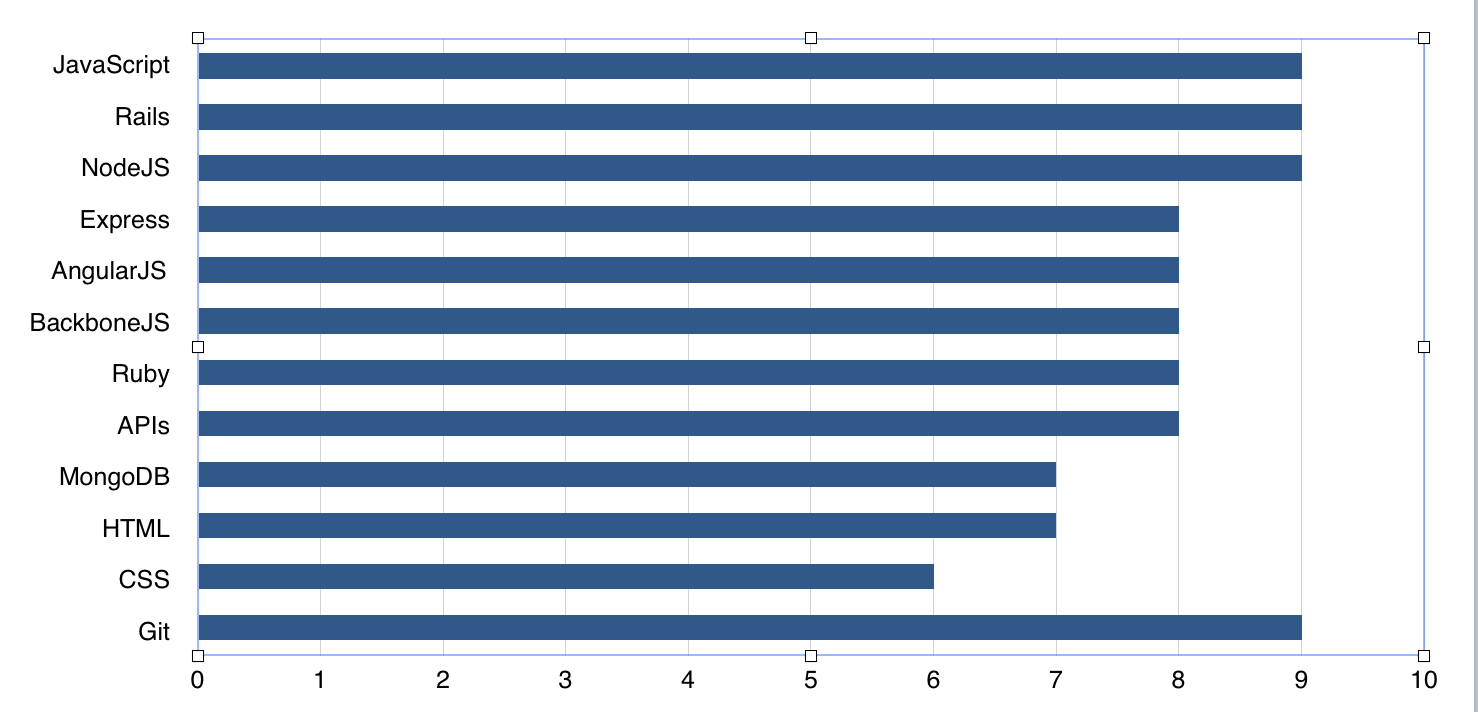 JavaScript
Rails
NodeJS
Express
AngularJS
BackboneJS
Ruby
APIs
MongoDB
HTML
CSS
Git
0 1 2 3 4 5 6 7 8 9 10